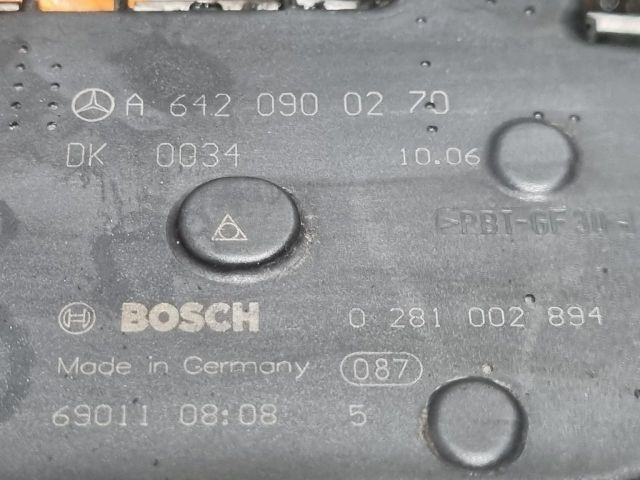 A 642 090 02 70
DK 0034 10.06
>PBT-GF30-
BOSCH 0 281 002 894
Made in Germany 087
69011 08:08 5